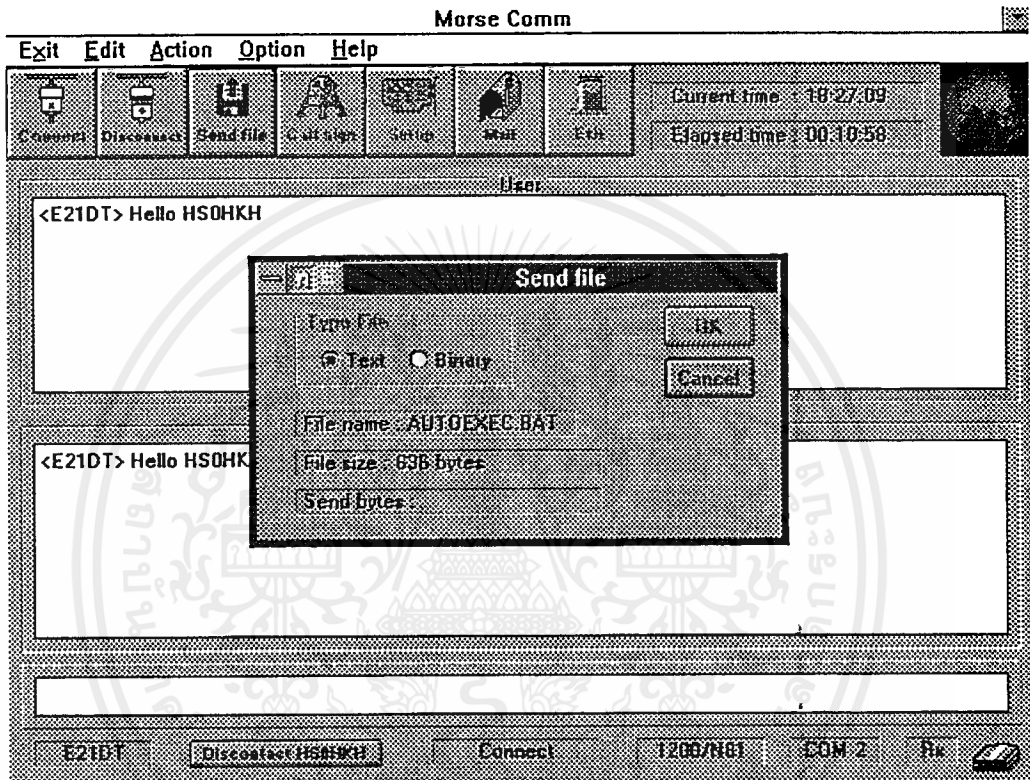 Morse Comm
Exit Edit Action Option Help
Connect Disconnect Send file Call sign Setup Mail Exit
Current time : 18:27:09
Elapsed time : 00:10:58
User
<E21DT> Hello HS0HKH
Send file
Type File
Text Binary
OK
Cancel
File name : AUTOEXEC.BAT
File size : 638 bytes
Send bytes :
<E21DT> Hello HS0HK
E21DT Disconnect HS0HKH Connect 1200/N81 COM 2 Rx